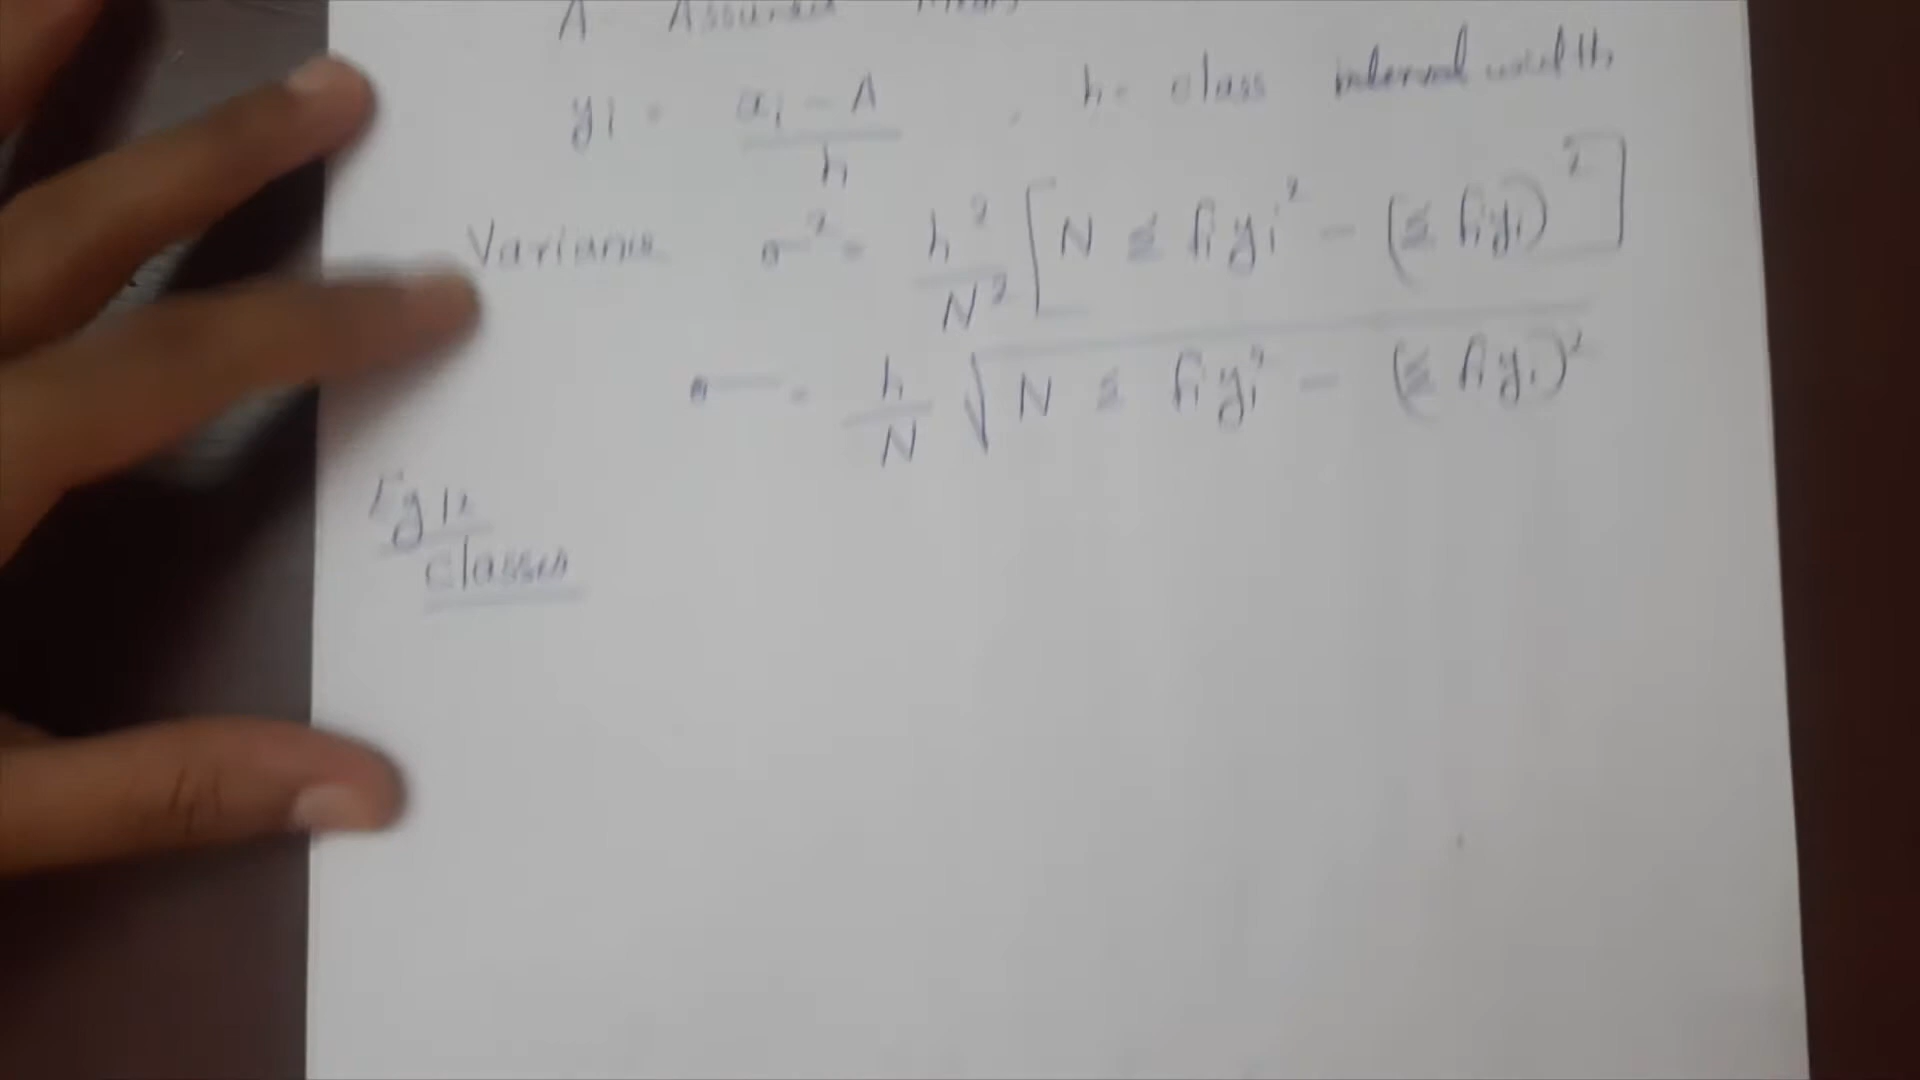 A Assumed Mean
yi = xi - A / h , h = class interval width
Variance σ² = h²/N² [N Σ fi yi² - (Σ fi yi)²]
σ = h/N √N Σ fi yi² - (Σ fi yi)²
Eg 1:
classes